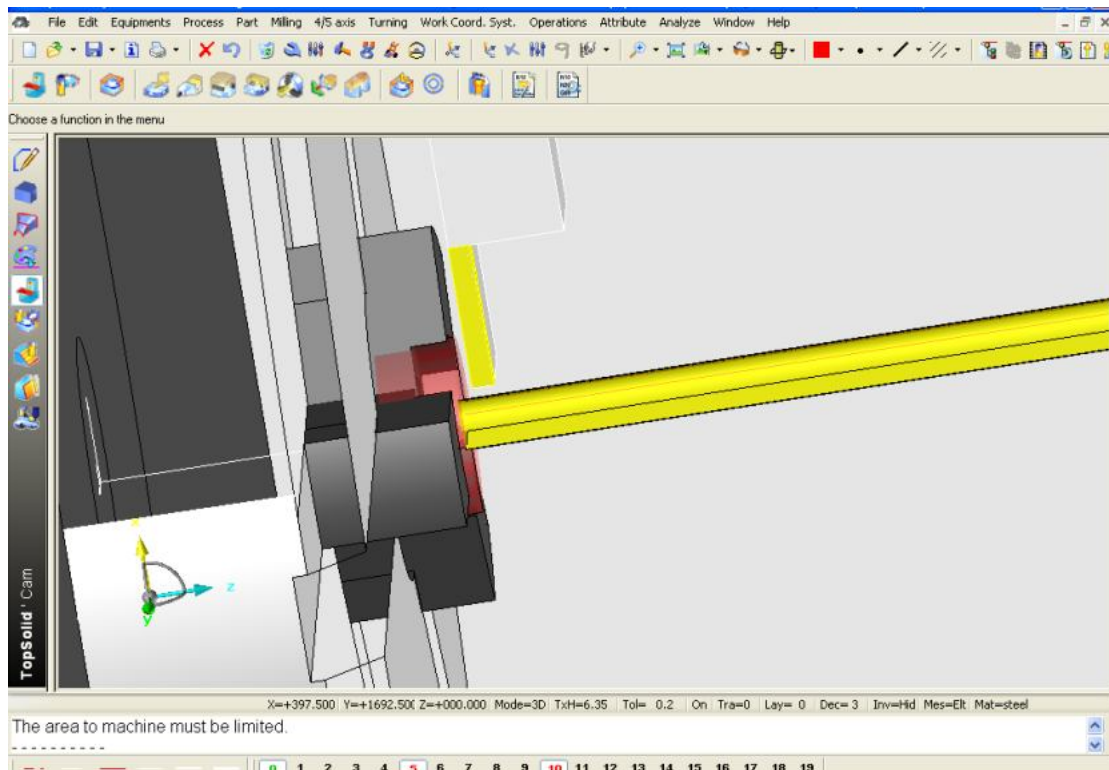 File Edit Equipments Process Part Milling 4/5 axis Turning Work Coord. Syst. Operations Attribute Analyze Window Help
Choose a function in the menu
x
z
y
TopSolid'Cam
X=+397.500 Y=+1692.50( Z=+000.000 Mode=3D TxH=6.35 Tol= 0.2 On Tra=0 Lay= 0 Dec= 3 Inv=Hid Mes=Elt Mat=steel
The area to machine must be limited.
----------
0 1 2 3 4 5 6 7 8 9 10 11 12 13 14 15 16 17 18 19